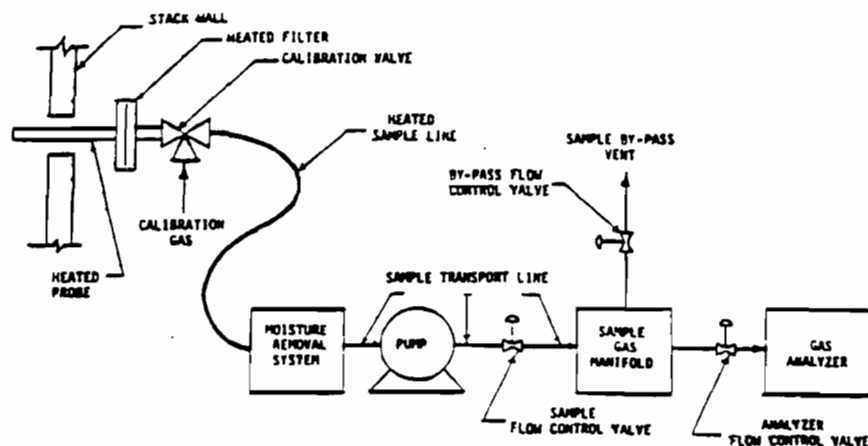 STACK WALL
HEATED FILTER
CALIBRATION VALVE
HEATED
SAMPLE LINE
SAMPLE BY-PASS
VENT
BY-PASS FLOW
CONTROL VALVE
CALIBRATION
GAS
HEATED
PROBE
SAMPLE TRANSPORT LINE
MOISTURE
REMOVAL
SYSTEM
PUMP
SAMPLE
GAS
MANIFOLD
GAS
ANALYZER
SAMPLE
FLOW CONTROL VALVE
ANALYZER
FLOW CONTROL VALVE